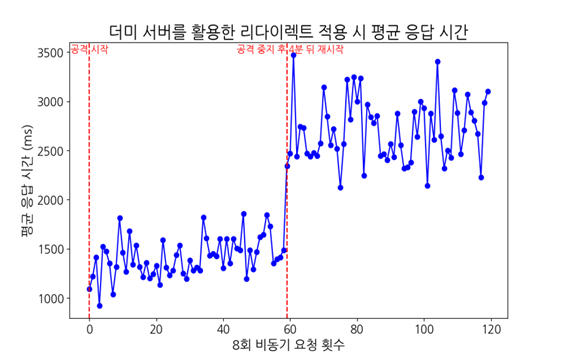 더미 서버를 활용한 리다이렉트 적용 시 평균 응답 시간
공격 시작
공격 중지 후 4분 뒤 재시작
평균 응답 시간 (ms)
3500
3000
2500
2000
1500
1000
0 20 40 60 80 100 120
8회 비동기 요청 횟수